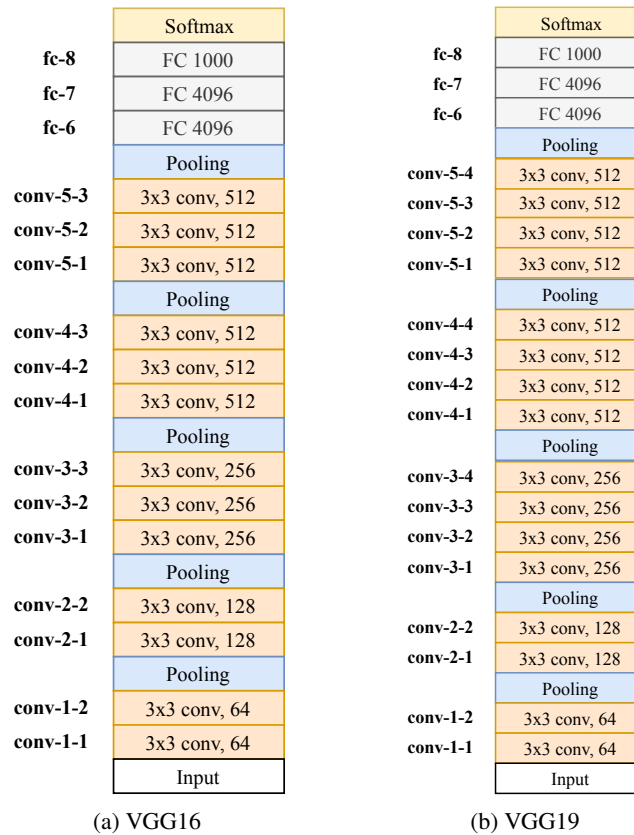 Softmax
fc-8 FC 1000
fc-7 FC 4096
fc-6 FC 4096
Pooling
conv-5-3 3x3 conv, 512
conv-5-2 3x3 conv, 512
conv-5-1 3x3 conv, 512
Pooling
conv-4-3 3x3 conv, 512
conv-4-2 3x3 conv, 512
conv-4-1 3x3 conv, 512
Pooling
conv-3-3 3x3 conv, 256
conv-3-2 3x3 conv, 256
conv-3-1 3x3 conv, 256
Pooling
conv-2-2 3x3 conv, 128
conv-2-1 3x3 conv, 128
Pooling
conv-1-2 3x3 conv, 64
conv-1-1 3x3 conv, 64
Input
(a) VGG16
Softmax
fc-8 FC 1000
fc-7 FC 4096
fc-6 FC 4096
Pooling
conv-5-4 3x3 conv, 512
conv-5-3 3x3 conv, 512
conv-5-2 3x3 conv, 512
conv-5-1 3x3 conv, 512
Pooling
conv-4-4 3x3 conv, 512
conv-4-3 3x3 conv, 512
conv-4-2 3x3 conv, 512
conv-4-1 3x3 conv, 512
Pooling
conv-3-4 3x3 conv, 256
conv-3-3 3x3 conv, 256
conv-3-2 3x3 conv, 256
conv-3-1 3x3 conv, 256
Pooling
conv-2-2 3x3 conv, 128
conv-2-1 3x3 conv, 128
Pooling
conv-1-2 3x3 conv, 64
conv-1-1 3x3 conv, 64
Input
(b) VGG19